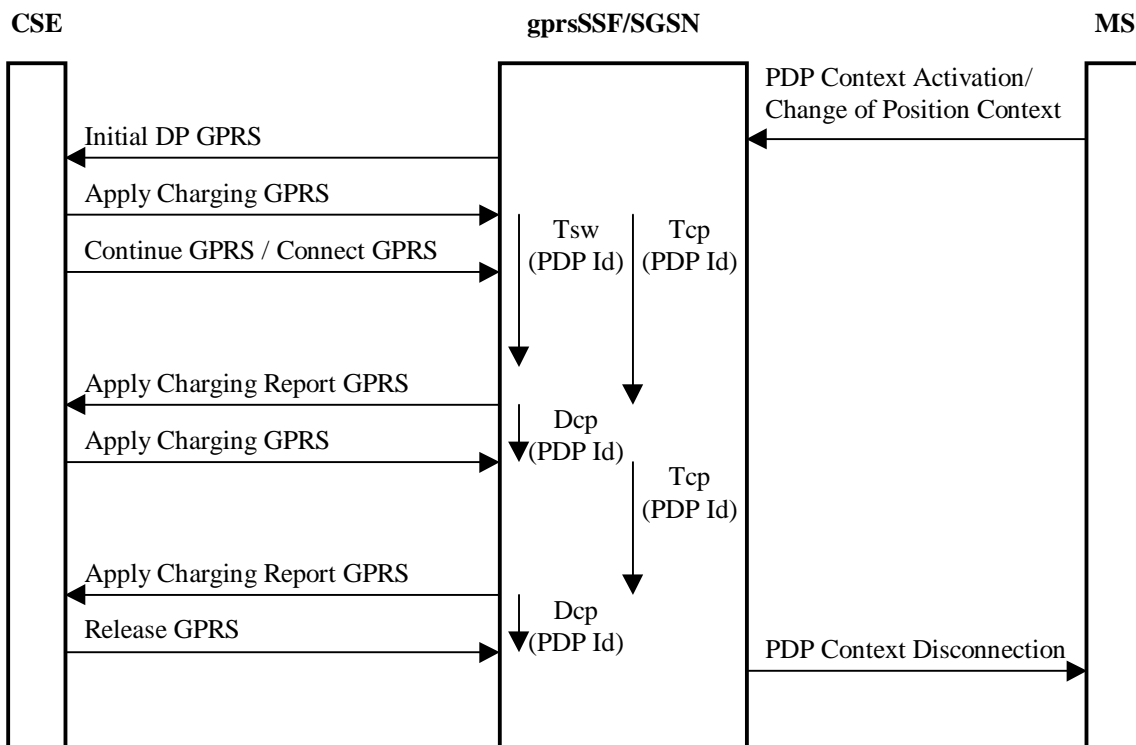 CSE
gprsSSF/SGSN
MS
PDP Context Activation/
Change of Position Context
Initial DP GPRS
Apply Charging GPRS
Tsw
(PDP Id)
Tcp
(PDP Id)
Continue GPRS / Connect GPRS
Apply Charging Report GPRS
Dcp
(PDP Id)
Apply Charging GPRS
Tcp
(PDP Id)
Apply Charging Report GPRS
Dcp
(PDP Id)
Release GPRS
PDP Context Disconnection